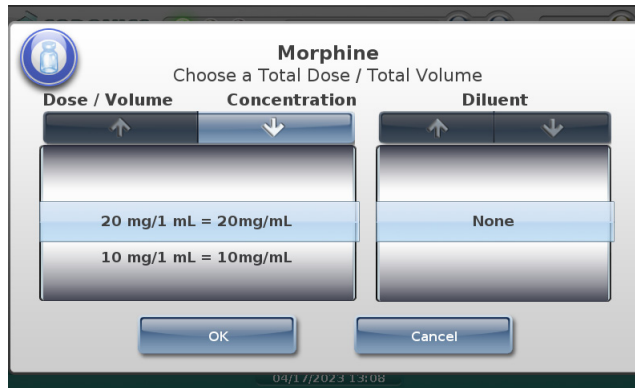 Morphine
Choose a Total Dose / Total Volume
Dose / Volume Concentration Diluent
20 mg/1 mL = 20mg/mL None
10 mg/1 mL = 10mg/mL
OK Cancel
04/17/2023 13:08